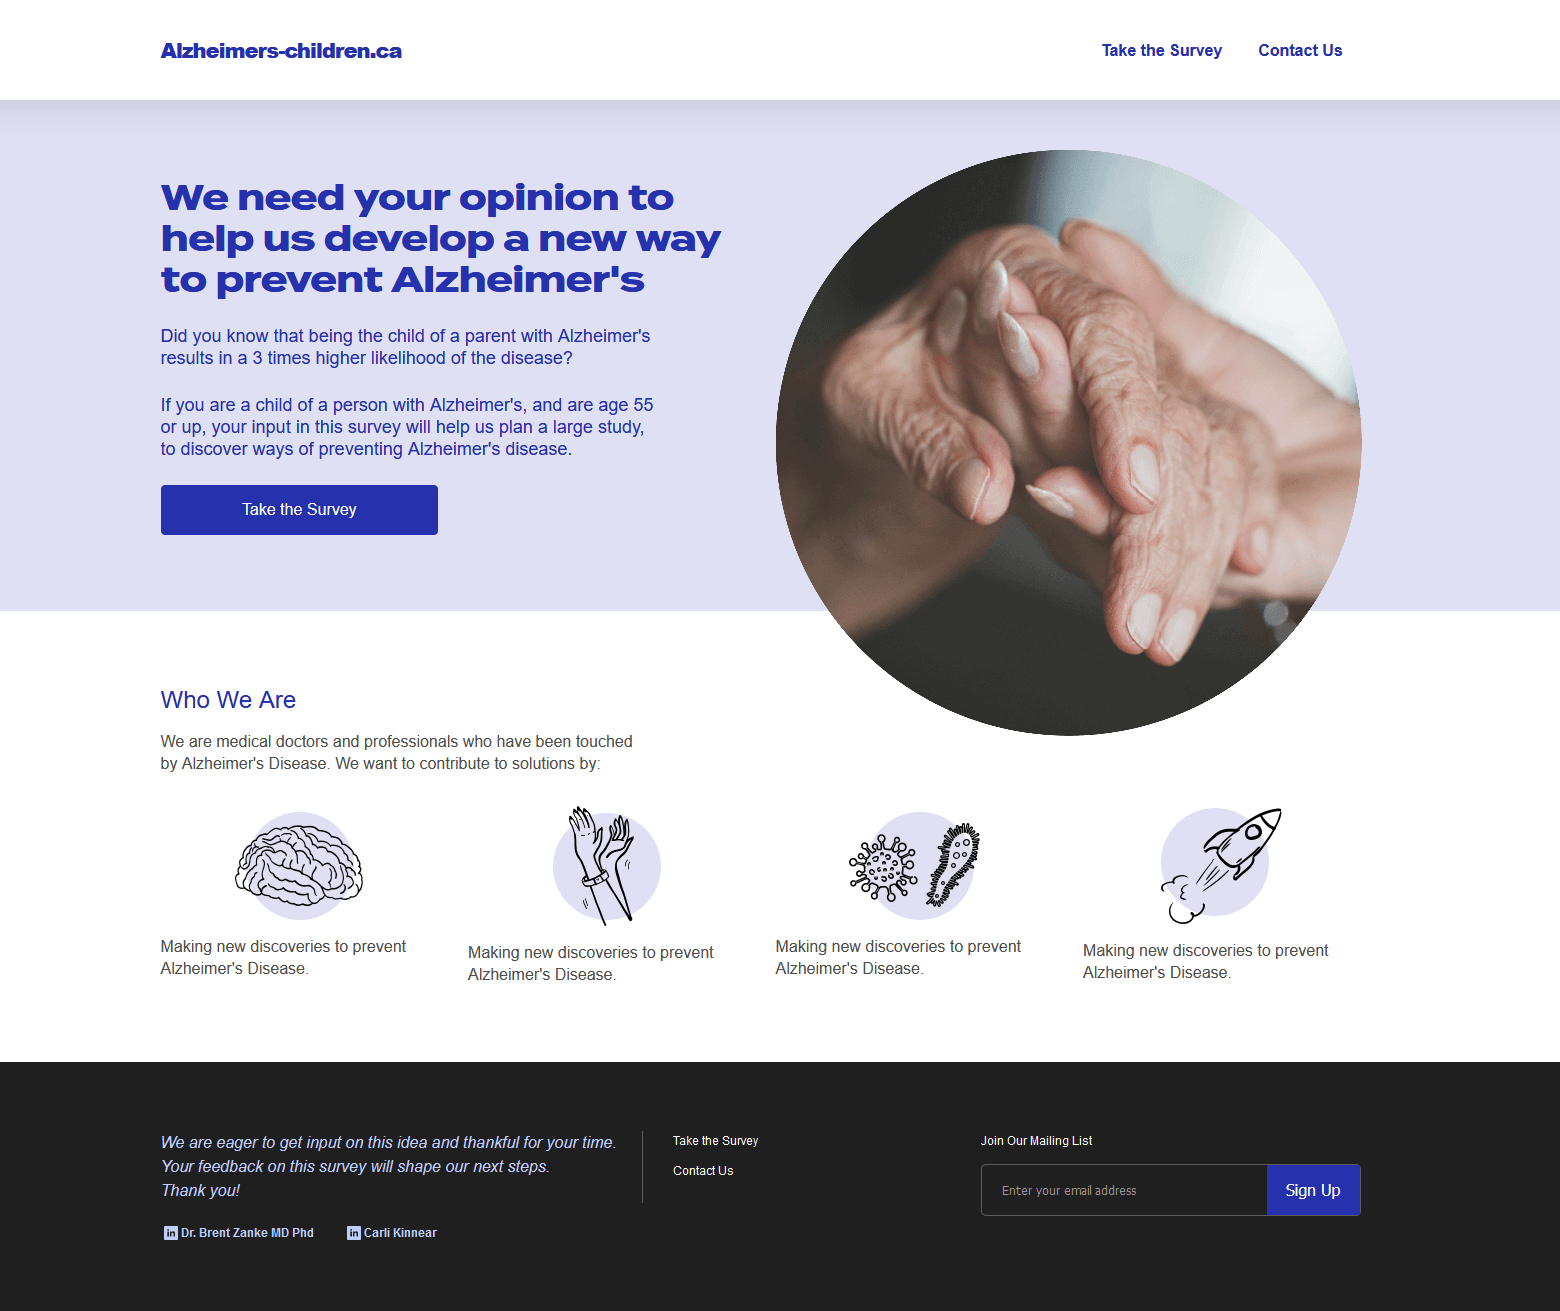 Alzheimers-children.ca
Take the Survey
Contact Us
We need your opinion to
help us develop a new way
to prevent Alzheimer's
Did you know that being the child of a parent with Alzheimer's
results in a 3 times higher likelihood of the disease?
If you are a child of a person with Alzheimer's, and are age 55
or up, your input in this survey will help us plan a large study,
to discover ways of preventing Alzheimer's disease.
Take the Survey
Who We Are
We are medical doctors and professionals who have been touched
by Alzheimer's Disease. We want to contribute to solutions by:
Making new discoveries to prevent
Alzheimer's Disease.
Making new discoveries to prevent
Alzheimer's Disease.
Making new discoveries to prevent
Alzheimer's Disease.
Making new discoveries to prevent
Alzheimer's Disease.
We are eager to get input on this idea and thankful for your time.
Your feedback on this survey will shape our next steps.
Thank you!
in Dr. Brent Zanke MD Phd
in Carli Kinnear
Take the Survey
Contact Us
Join Our Mailing List
Enter your email address
Sign Up